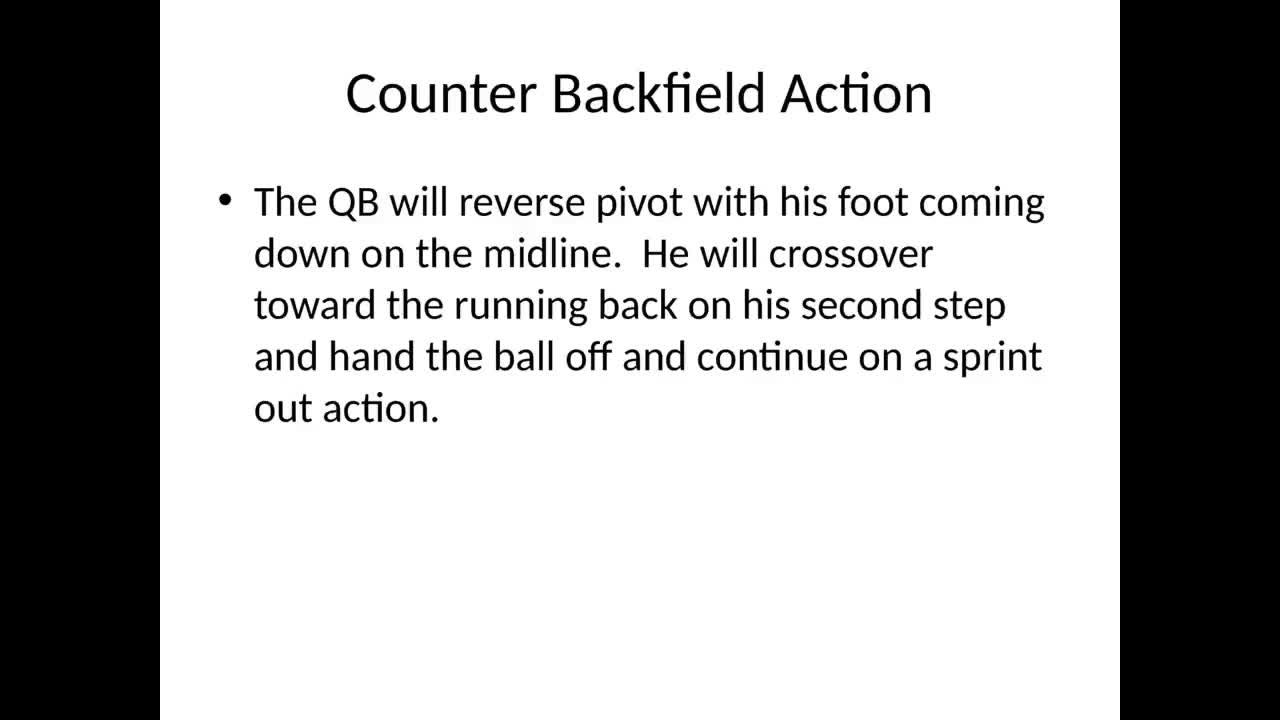 Counter Backfield Action
• The QB will reverse pivot with his foot coming
down on the midline.  He will crossover
toward the running back on his second step
and hand the ball off and continue on a sprint
out action.